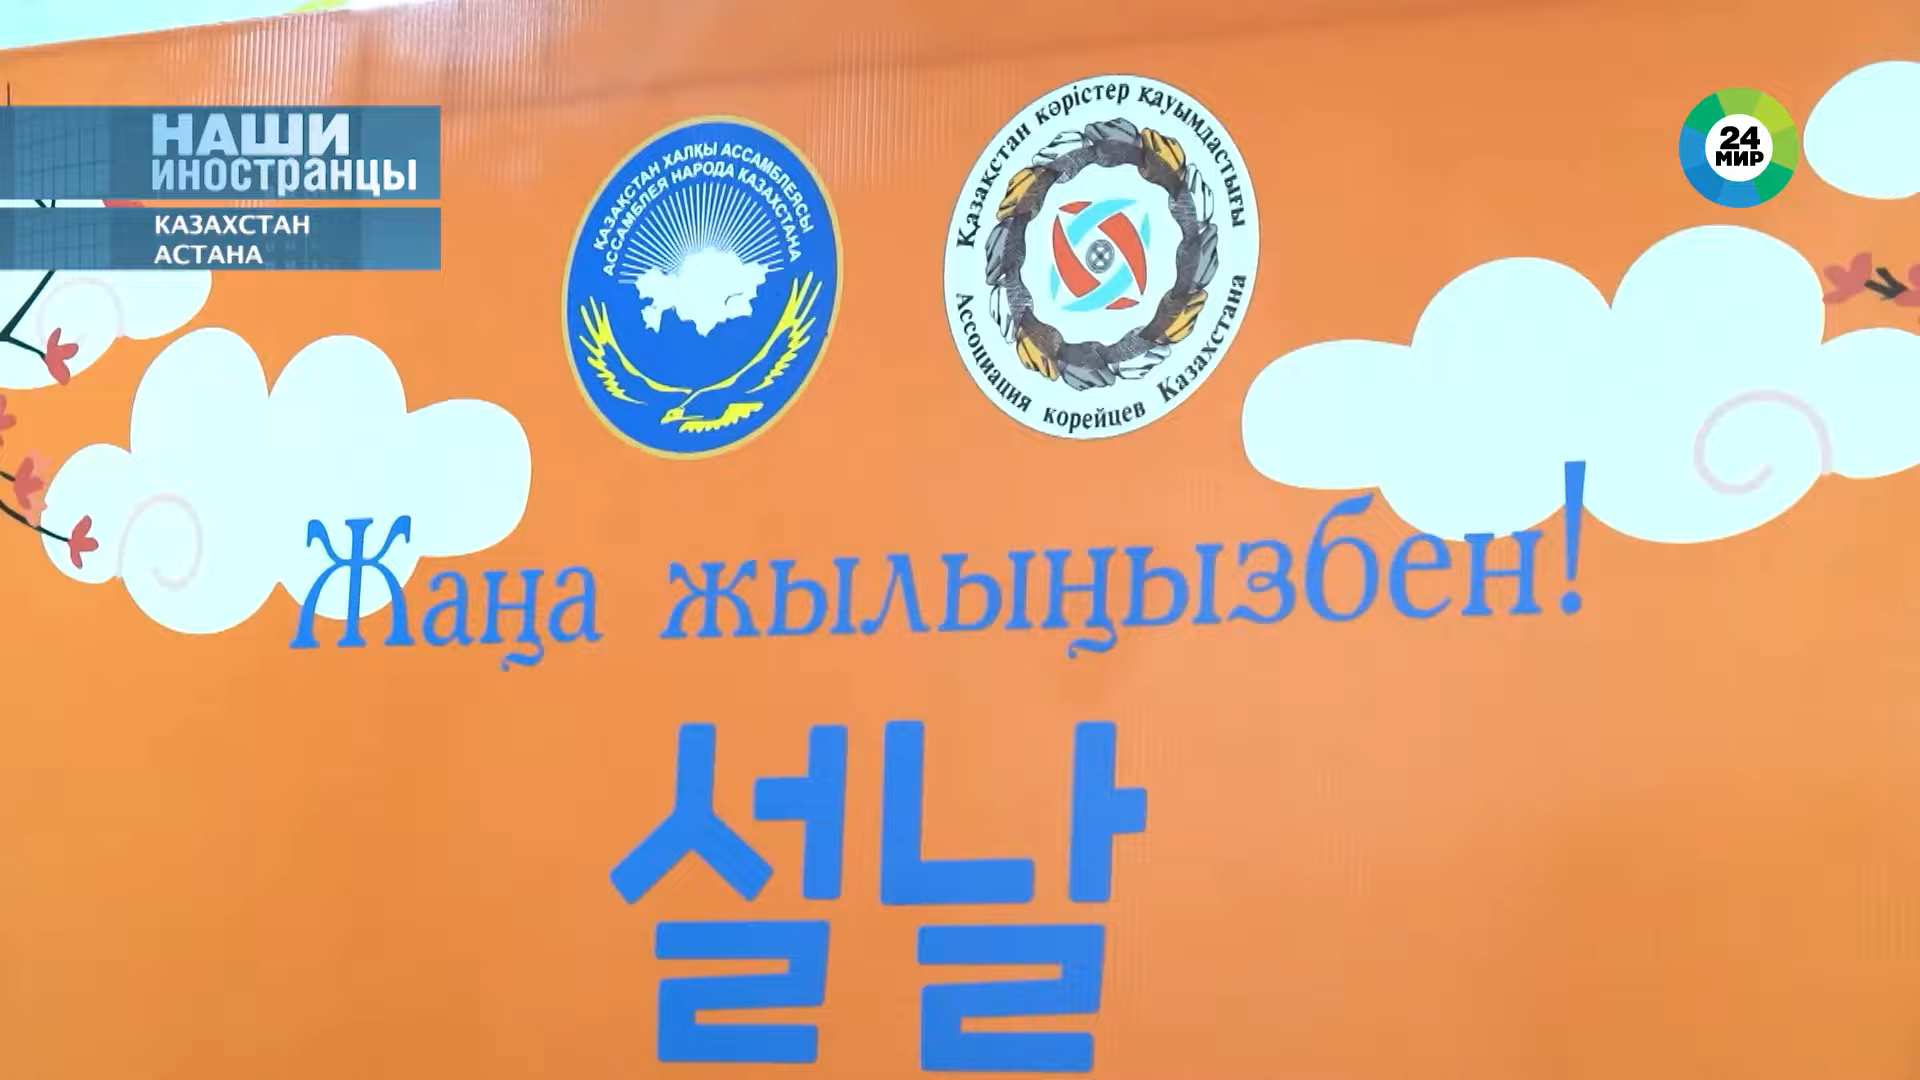 НАШИ
ИНОСТРАНЦЫ
КАЗАХСТАН
АСТАНА
ҚАЗАҚСТАН ХАЛҚЫ АССАМБЛЕЯСЫ
АССАМБЛЕЯ НАРОДА КАЗАХСТАНА
Қазақстан кәрістер қауымдастығы
Ассоциация корейцев Казахстана
24
МИР
Жаңа жылыңызбен!
설날